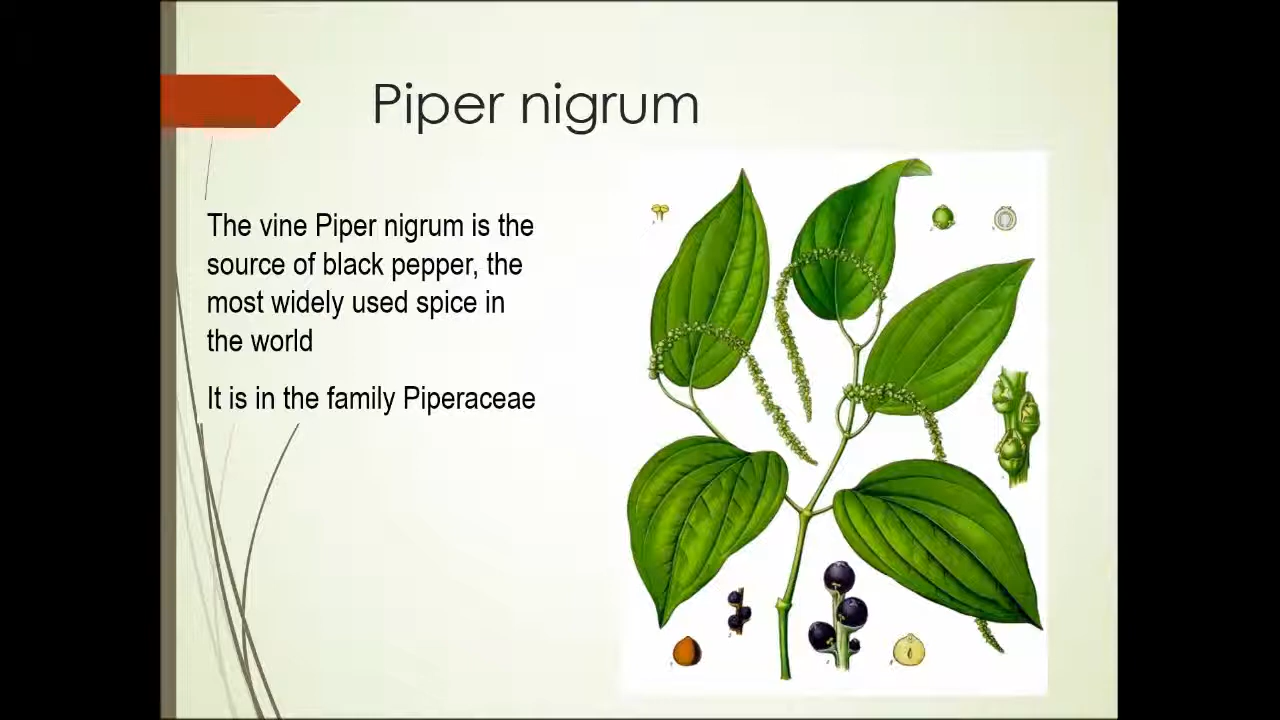 Piper nigrum
The vine Piper nigrum is the
source of black pepper, the
most widely used spice in
the world
It is in the family Piperaceae